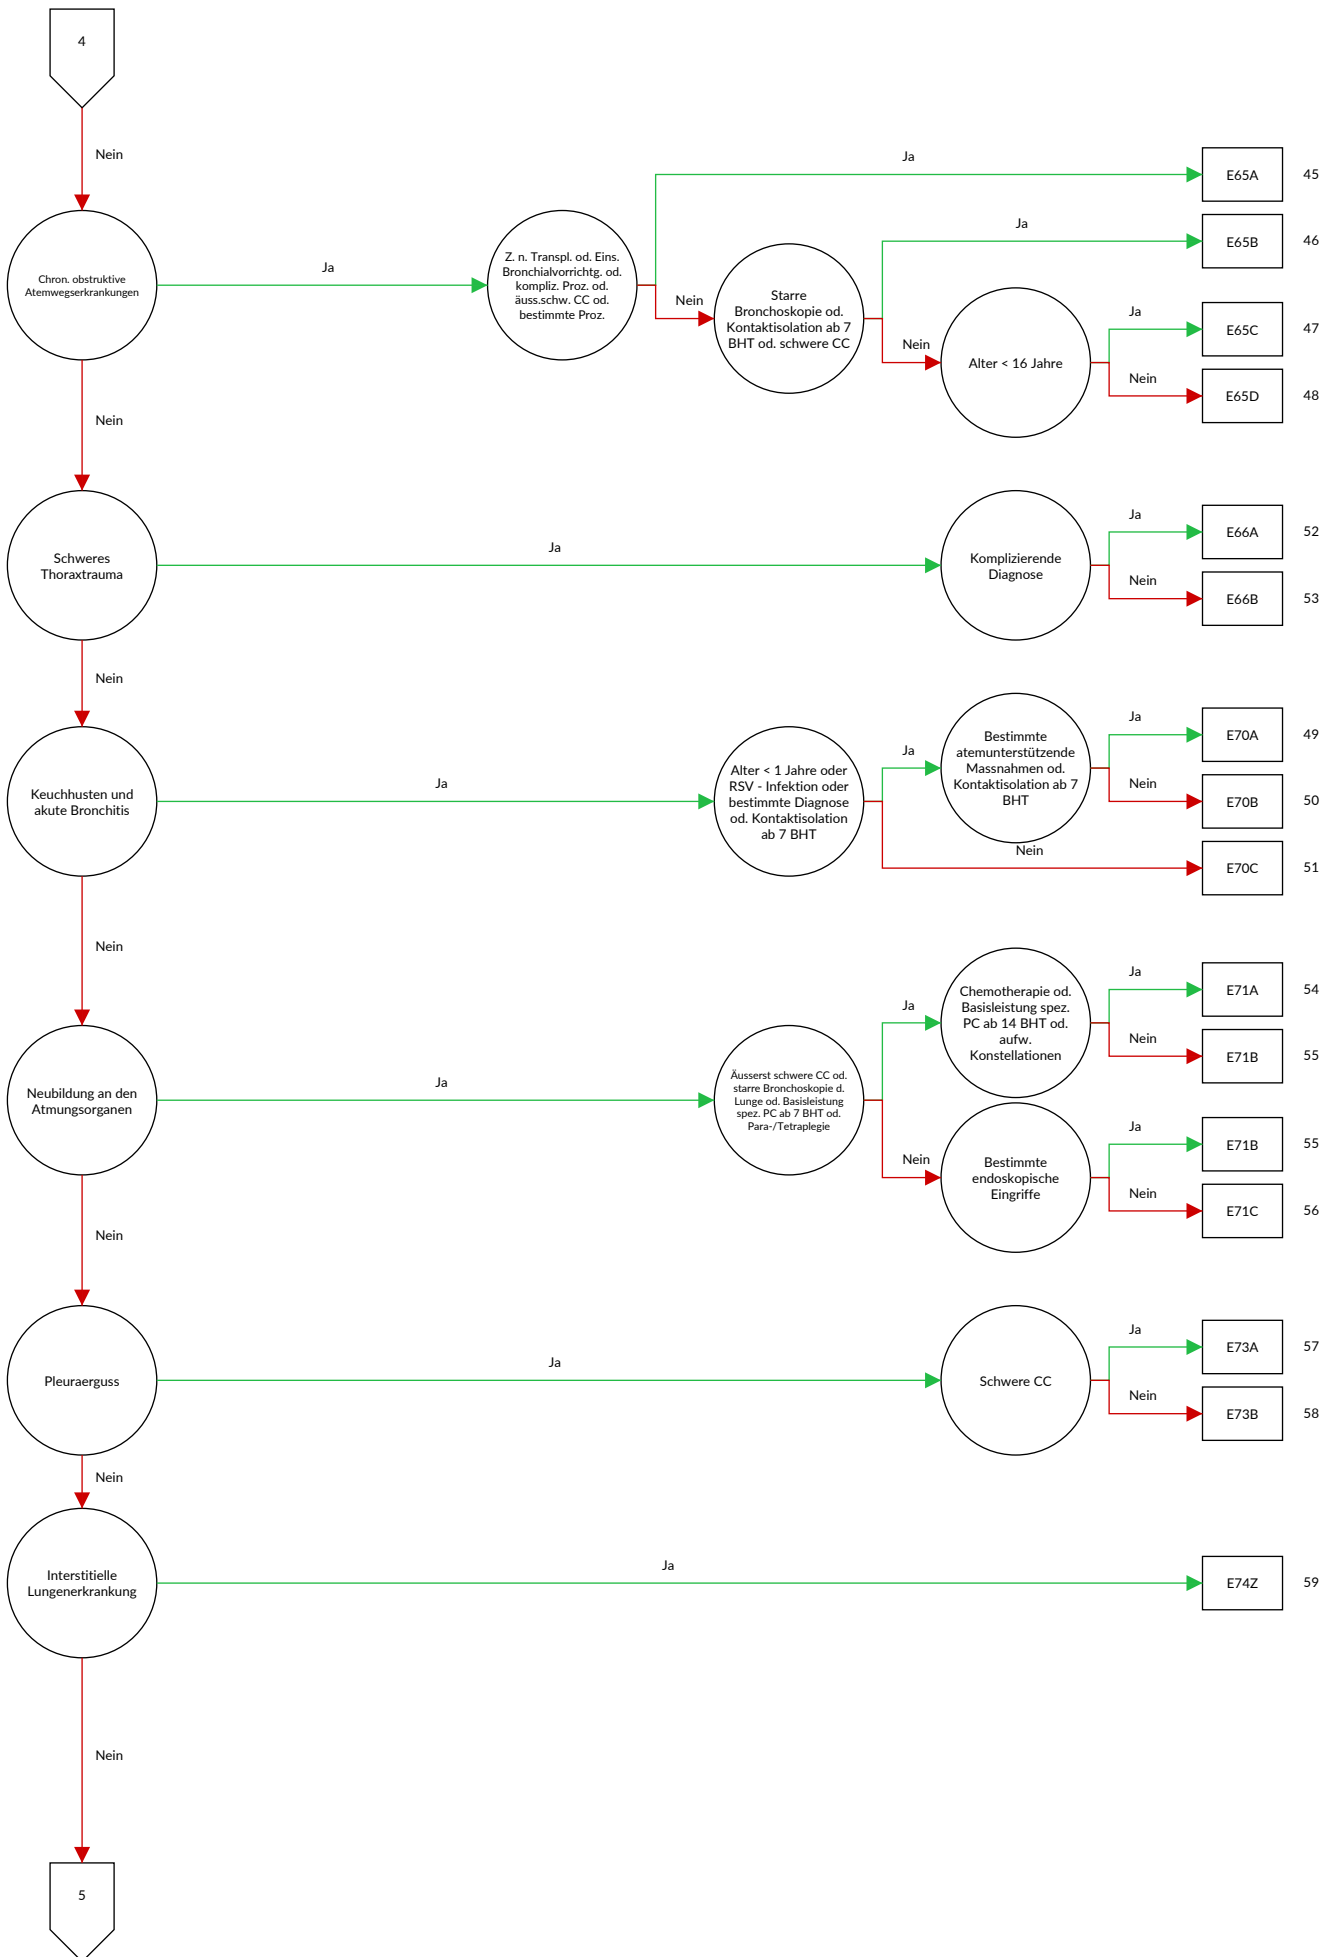 4
Nein
Ja
E65A
45
Ja
E65B
46
Chron. obstruktive
Atemwegserkrankungen
Ja
Z. n. Transpl. od. Eins.
Bronchialvorrichtg. od.
kompliz. Proz. od.
äuss.schw. CC od.
bestimmte Proz.
Nein
Starre
Bronchoskopie od.
Kontaktisolation ab 7
BHT od. schwere CC
Nein
Alter < 16 Jahre
Ja
E65C
47
Nein
E65D
48
Nein
Schweres
Thoraxtrauma
Ja
Komplizierende
Diagnose
Ja
E66A
52
Nein
E66B
53
Nein
Keuchhusten und
akute Bronchitis
Ja
Alter < 1 Jahre oder
RSV - Infektion oder
bestimmte Diagnose
od. Kontaktisolation
ab 7 BHT
Ja
Bestimmte
atemunterstützende
Massnahmen od.
Kontaktisolation ab 7
BHT
Ja
E70A
49
Nein
E70B
50
Nein
E70C
51
Nein
Neubildung an den
Atmungsorganen
Ja
Äusserst schwere CC od.
starre Bronchoskopie d.
Lunge od. Basisleistung
spez. PC ab 7 BHT od.
Para-/Tetraplegie
Ja
Chemotherapie od.
Basisleistung spez.
PC ab 14 BHT od.
aufw.
Konstellationen
Ja
E71A
54
Nein
E71B
55
Nein
Bestimmte
endoskopische
Eingriffe
Ja
E71B
55
Nein
E71C
56
Nein
Pleuraerguss
Ja
Schwere CC
Ja
E73A
57
Nein
E73B
58
Nein
Interstitielle
Lungenerkrankung
Ja
E74Z
59
Nein
5